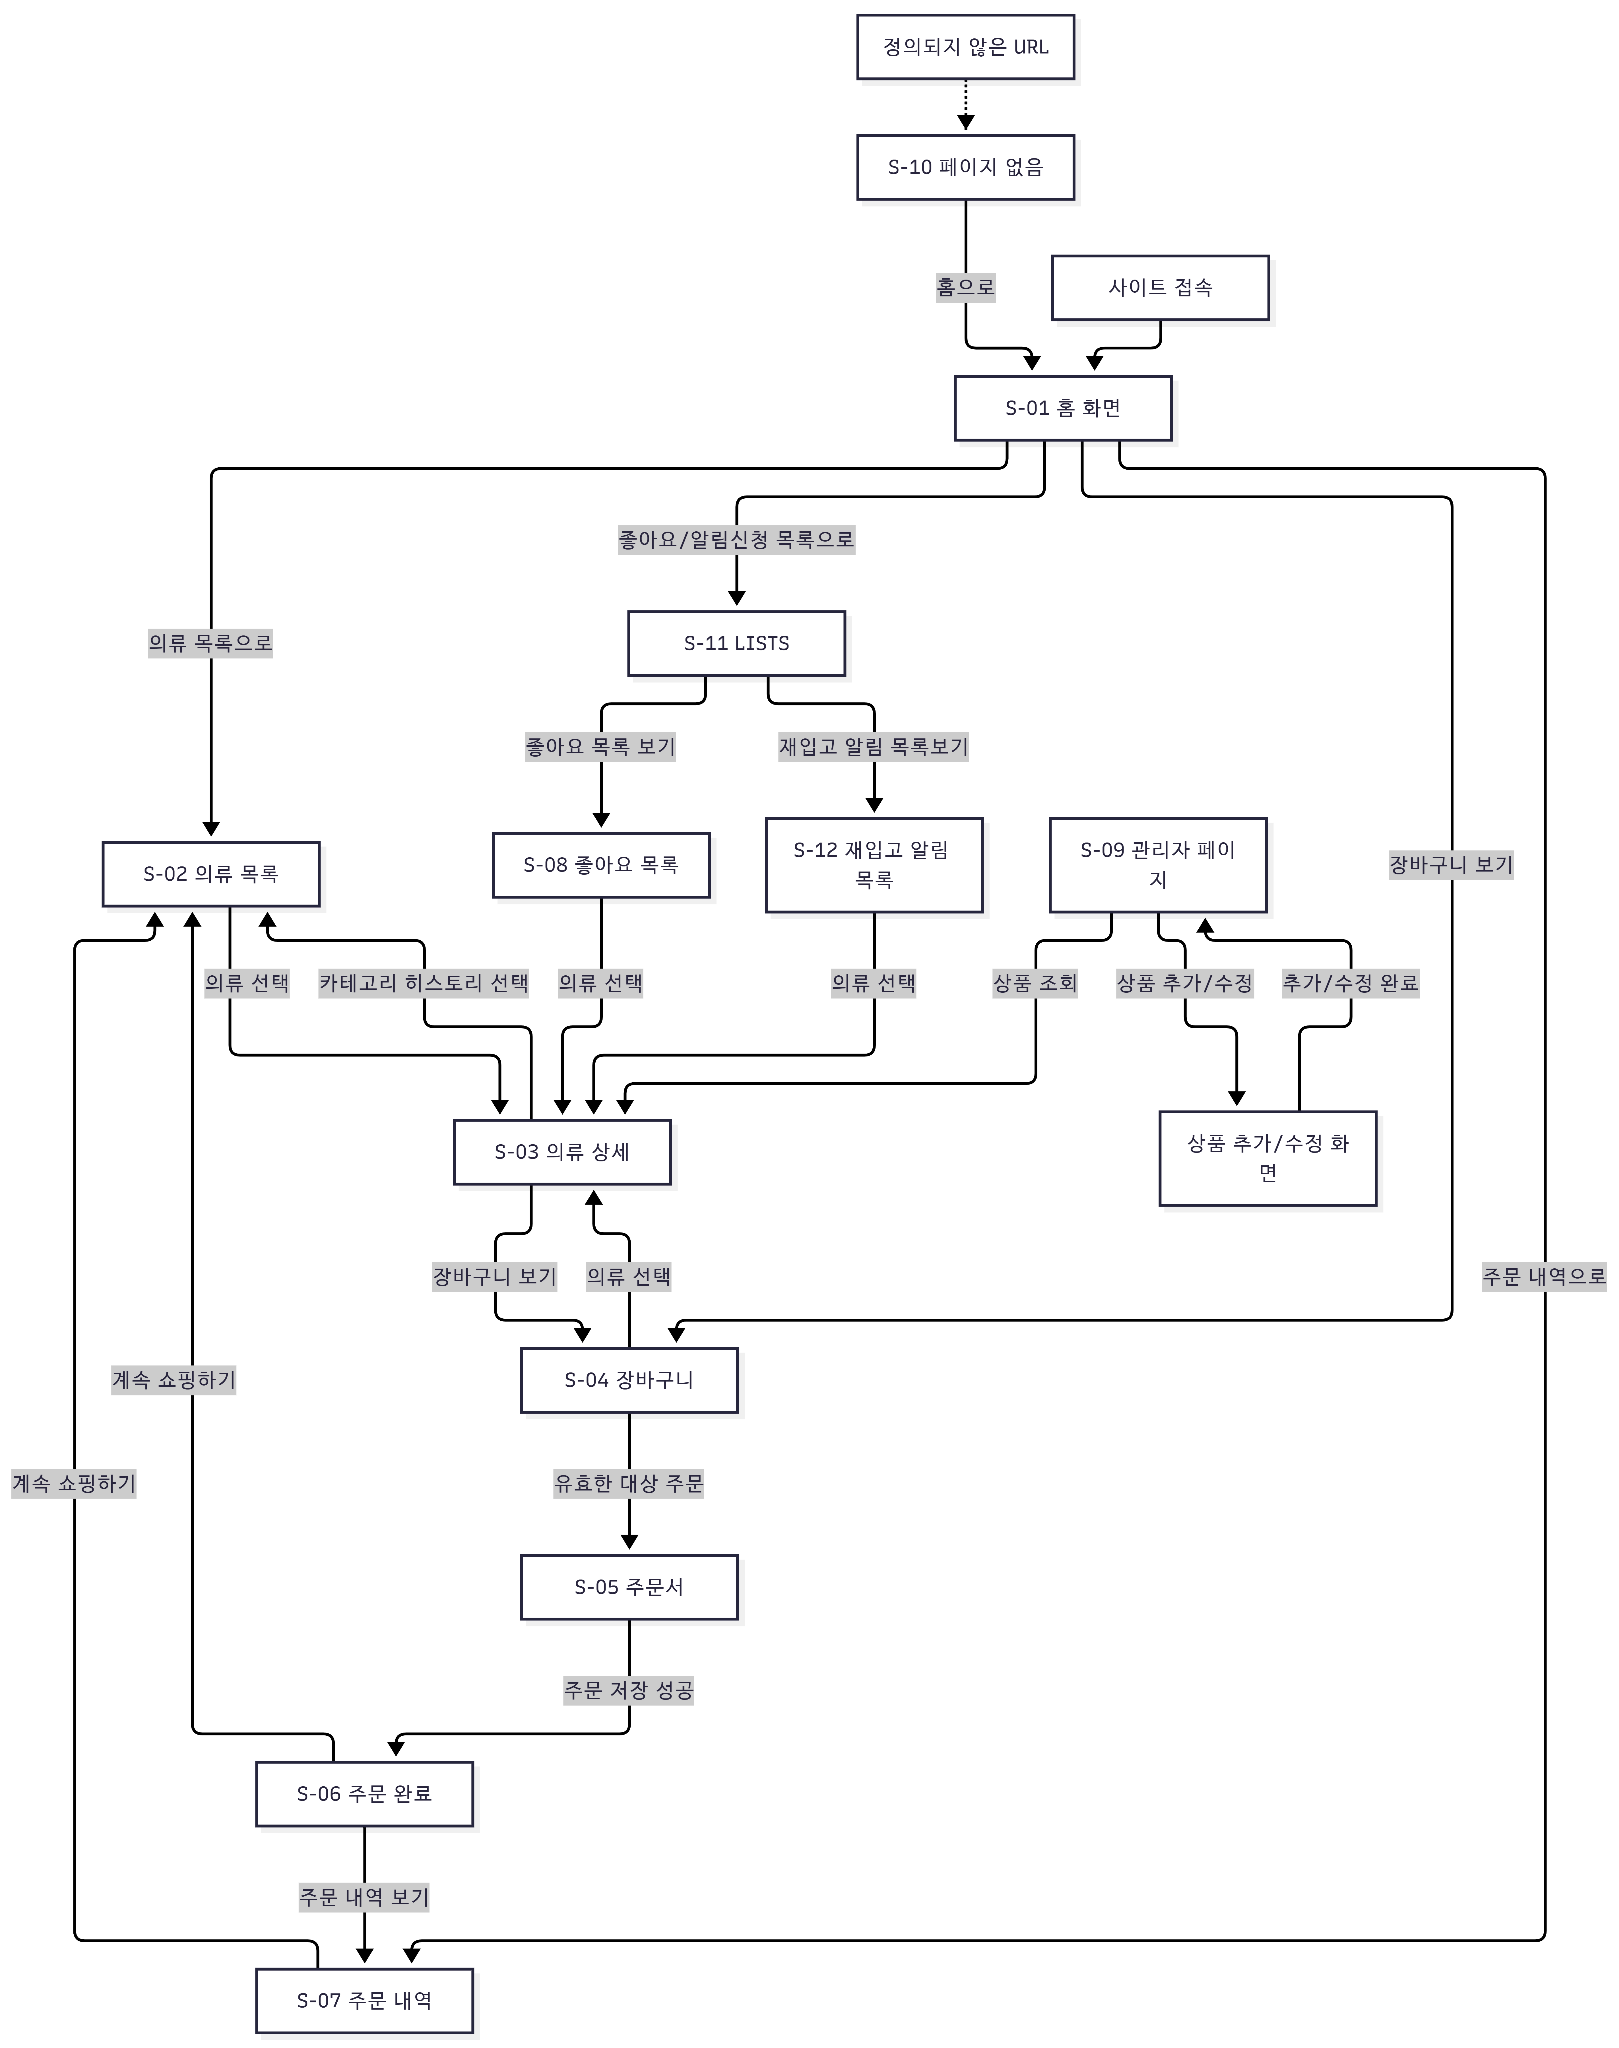 정의되지 않은 URL
S-10 페이지 없음
홈으로
사이트 접속
S-01 홈 화면
좋아요/알림신청 목록으로
의류 목록으로
S-11 LISTS
좋아요 목록 보기
재입고 알림 목록보기
S-02 의류 목록
S-08 좋아요 목록
S-12 재입고 알림
목록
S-09 관리자 페이
지
장바구니 보기
의류 선택
카테고리 히스토리 선택
의류 선택
의류 선택
상품 조회
상품 추가/수정
추가/수정 완료
S-03 의류 상세
상품 추가/수정 화
면
장바구니 보기
의류 선택
주문 내역으로
계속 쇼핑하기
S-04 장바구니
계속 쇼핑하기
유효한 대상 주문
S-05 주문서
주문 저장 성공
S-06 주문 완료
주문 내역 보기
S-07 주문 내역